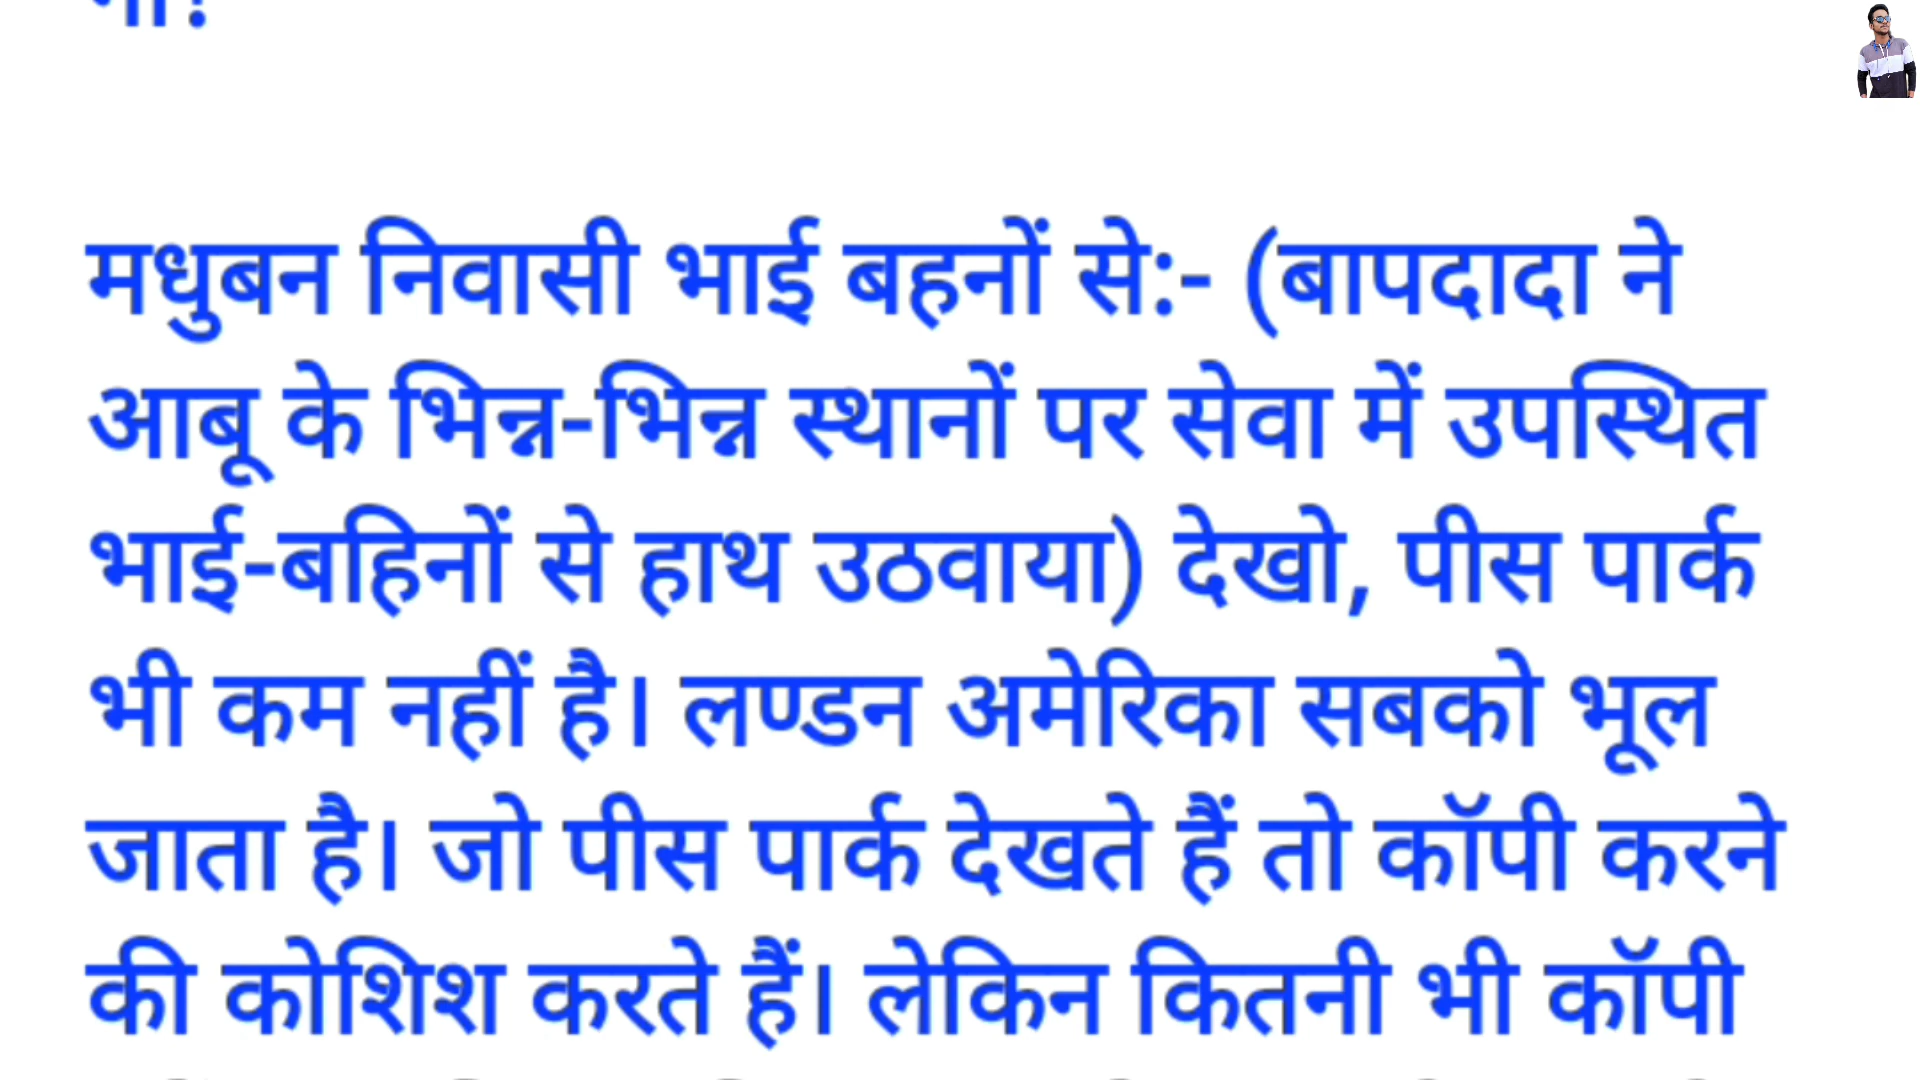 मधुबन निवासी भाई बहनों से:- (बापदादा ने
आबू के भिन्न-भिन्न स्थानों पर सेवा में उपस्थित
भाई-बहिनों से हाथ उठवाया) देखो, पीस पार्क
भी कम नहीं है। लण्डन अमेरिका सबको भूल
जाता है। जो पीस पार्क देखते हैं तो कॉपी करने
की कोशिश करते हैं। लेकिन कितनी भी कॉपी